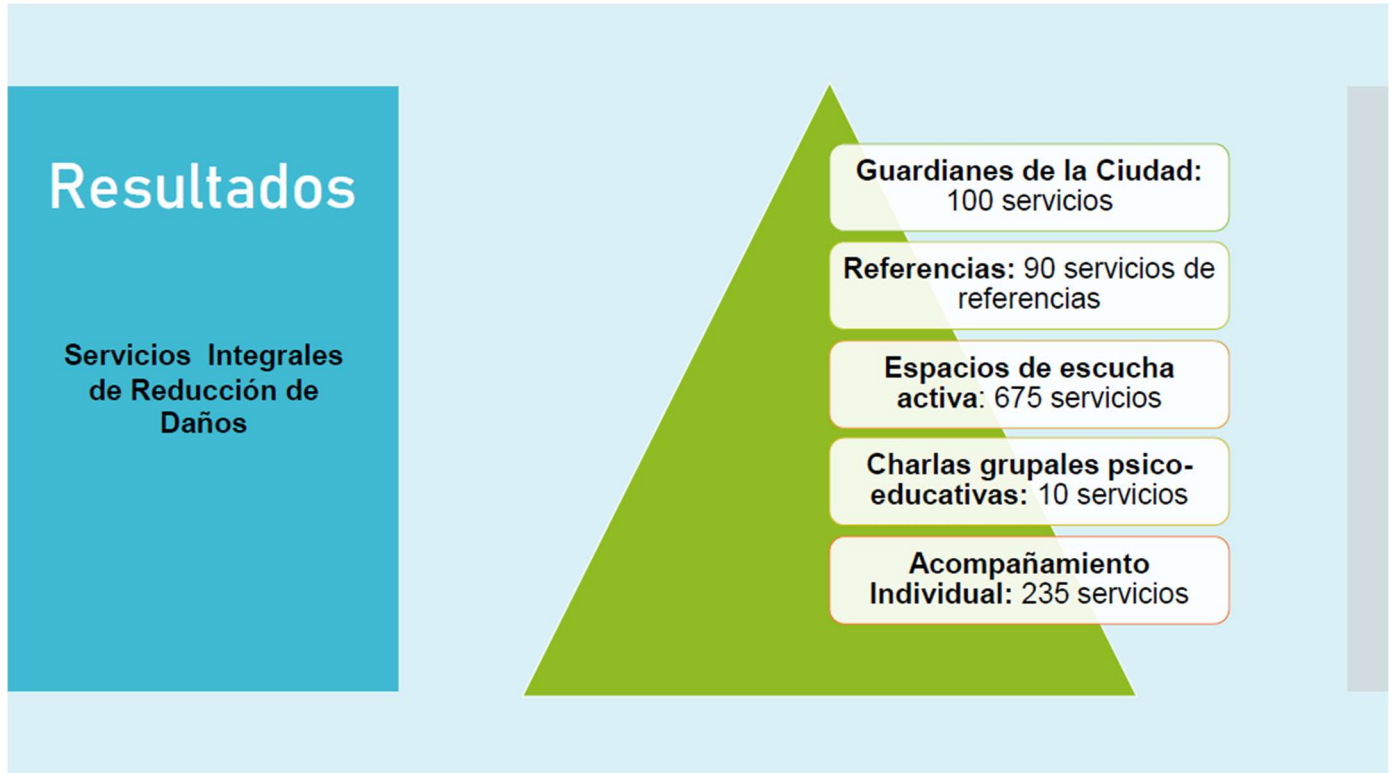 Resultados
Servicios Integrales
de Reducción de
Daños
Guardianes de la Ciudad:
100 servicios
Referencias: 90 servicios de
referencias
Espacios de escucha
activa: 675 servicios
Charlas grupales psico-
educativas: 10 servicios
Acompañamiento
Individual: 235 servicios